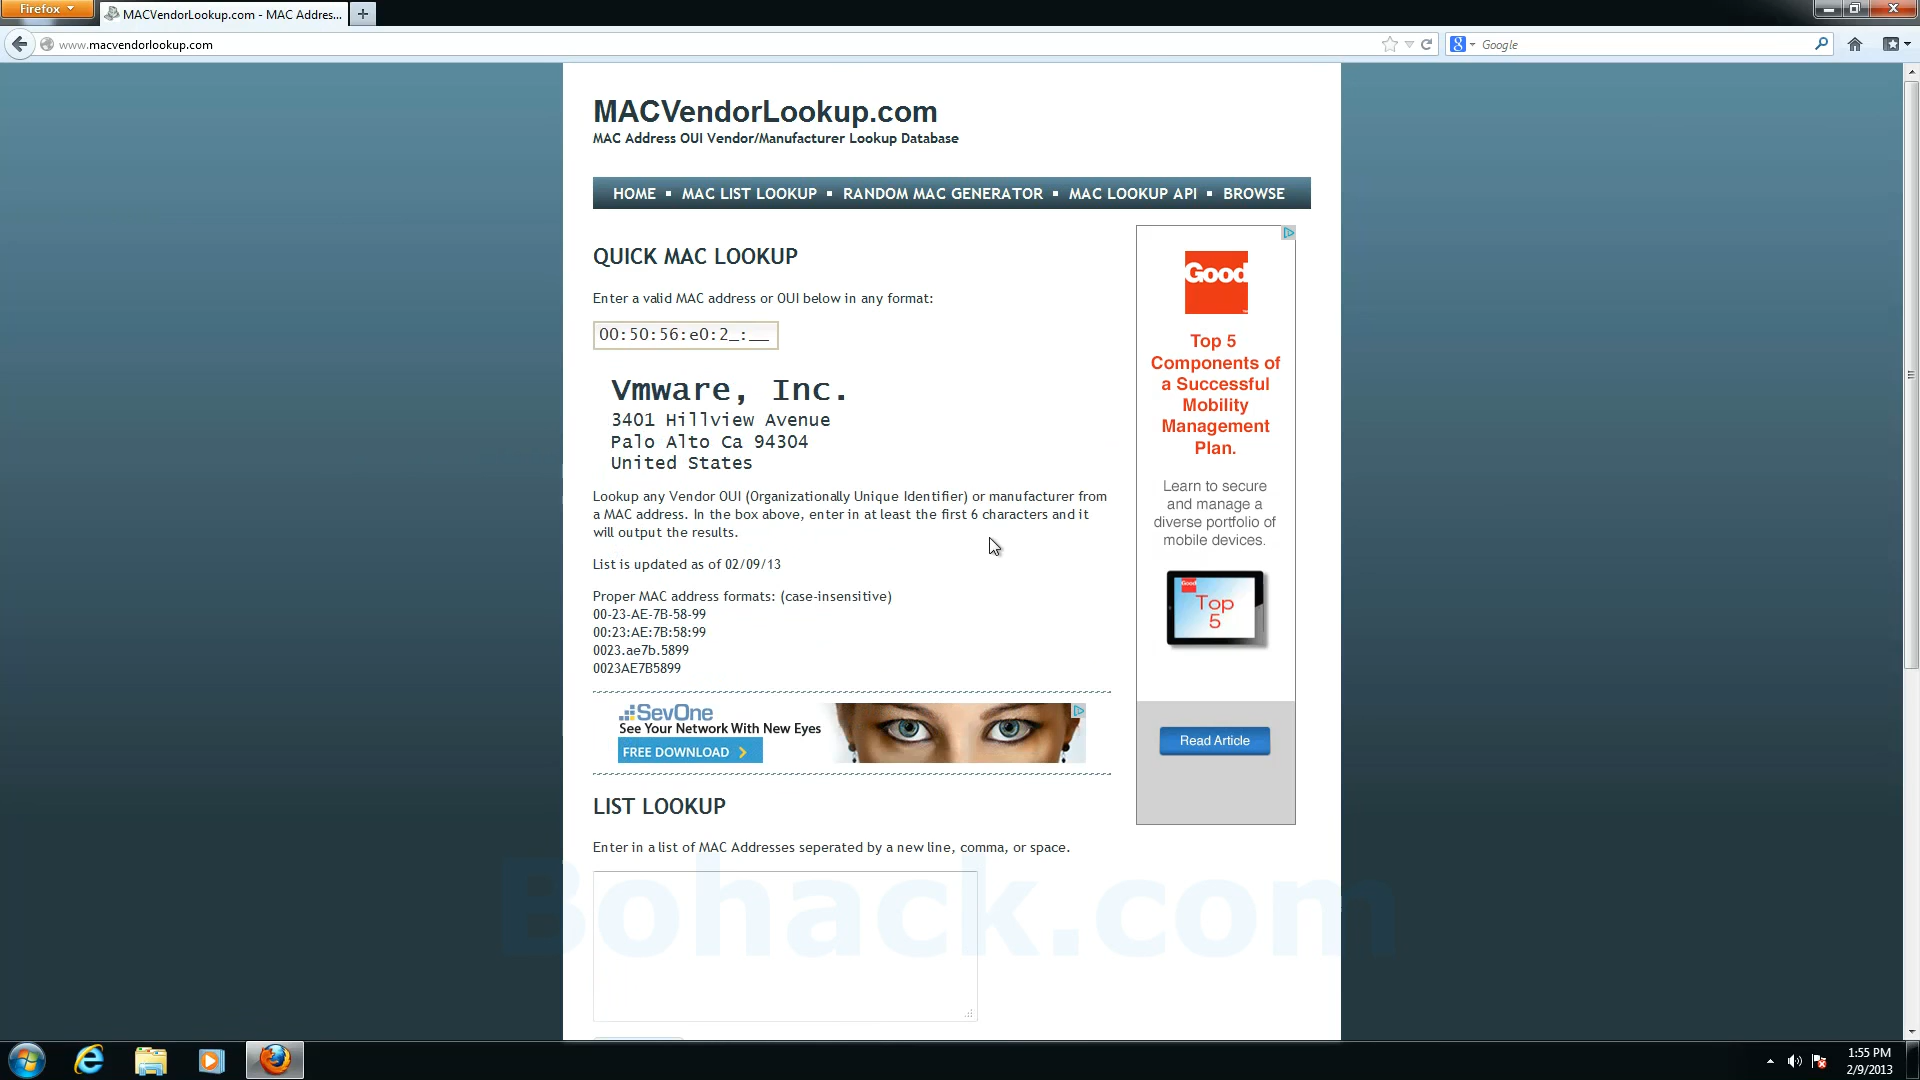 Firefox
MACVendorLookup.com - MAC Addres...
www.macvendorlookup.com
Google
MACVendorLookup.com
MAC Address OUI Vendor/Manufacturer Lookup Database
HOME ▪ MAC LIST LOOKUP ▪ RANDOM MAC GENERATOR ▪ MAC LOOKUP API ▪ BROWSE
QUICK MAC LOOKUP
Enter a valid MAC address or OUI below in any format:
00:50:56:e0:2_:__
Vmware, Inc.
3401 Hillview Avenue
Palo Alto Ca 94304
United States
Lookup any Vendor OUI (Organizationally Unique Identifier) or manufacturer from
a MAC address. In the box above, enter in at least the first 6 characters and it
will output the results.
List is updated as of 02/09/13
Proper MAC address formats: (case-insensitive)
00-23-AE-7B-58-99
00:23:AE:7B:58:99
0023.ae7b.5899
0023AE7B5899
SevOne
See Your Network With New Eyes
FREE DOWNLOAD
LIST LOOKUP
Enter in a list of MAC Addresses seperated by a new line, comma, or space.
Good
Top 5
Components of
a Successful
Mobility
Management
Plan.
Learn to secure
and manage a
diverse portfolio of
mobile devices.
Good
Top
5
Read Article
Bohack.com
1:55 PM
2/9/2013